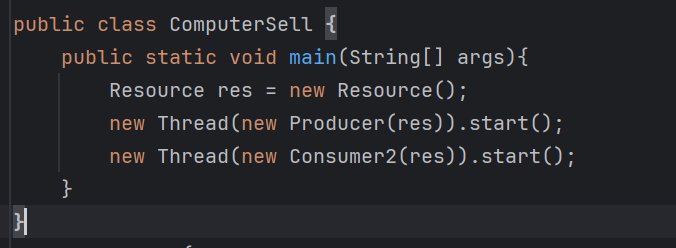 public class ComputerSell {
    public static void main(String[] args){
        Resource res = new Resource();
        new Thread(new Producer(res)).start();
        new Thread(new Consumer2(res)).start();
    }
}